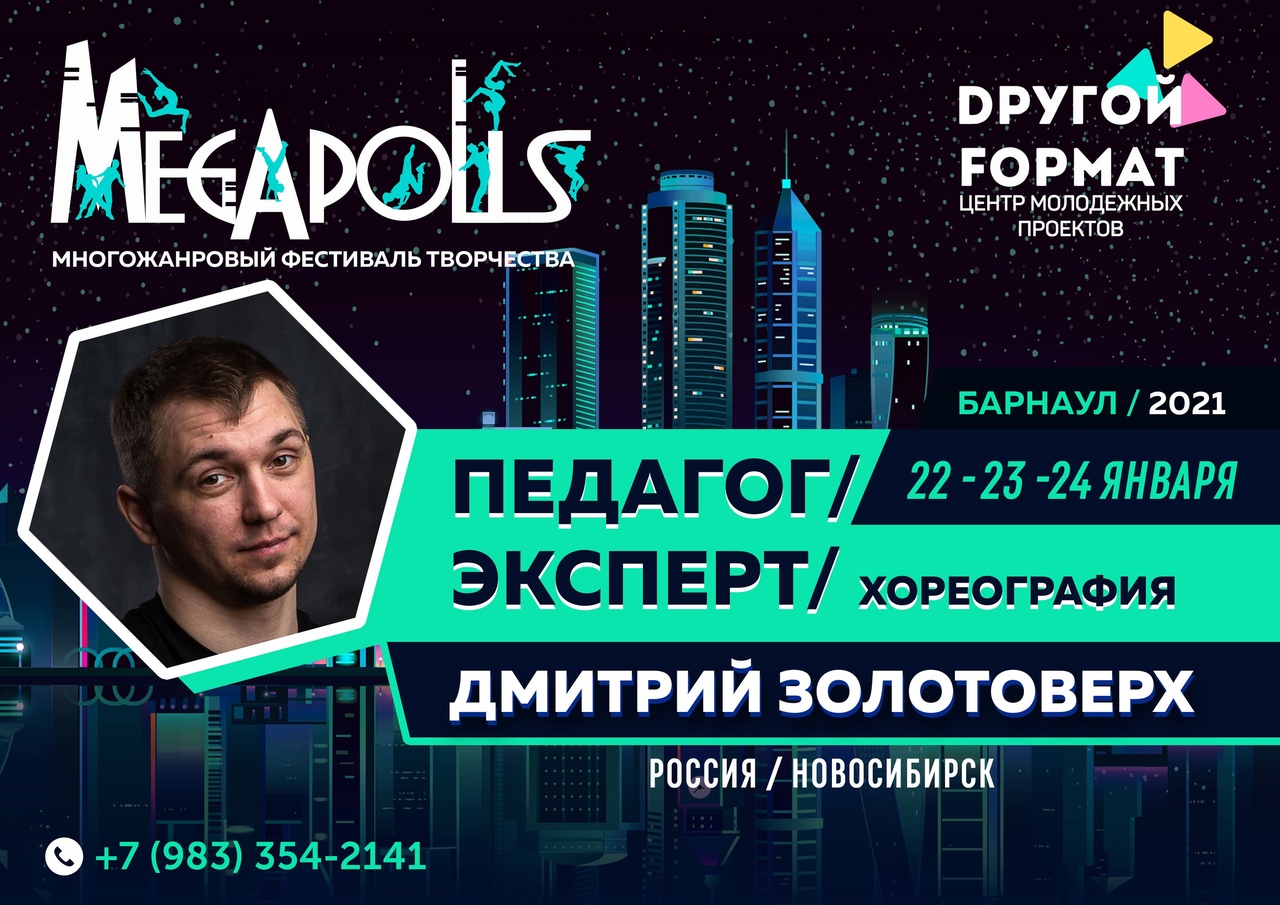 MEGAPOLIS
МНОГОЖАНРОВЫЙ ФЕСТИВАЛЬ ТВОРЧЕСТВА
DРУГОЙ
FОРМАТ
ЦЕНТР МОЛОДЕЖНЫХ
ПРОЕКТОВ
БАРНАУЛ / 2021
22 - 23 -24 ЯНВАРЯ
ПЕДАГОГ/
ЭКСПЕРТ/ ХОРЕОГРАФИЯ
ДМИТРИЙ ЗОЛОТОВЕРХ
РОССИЯ / НОВОСИБИРСК
+7 (983) 354-2141